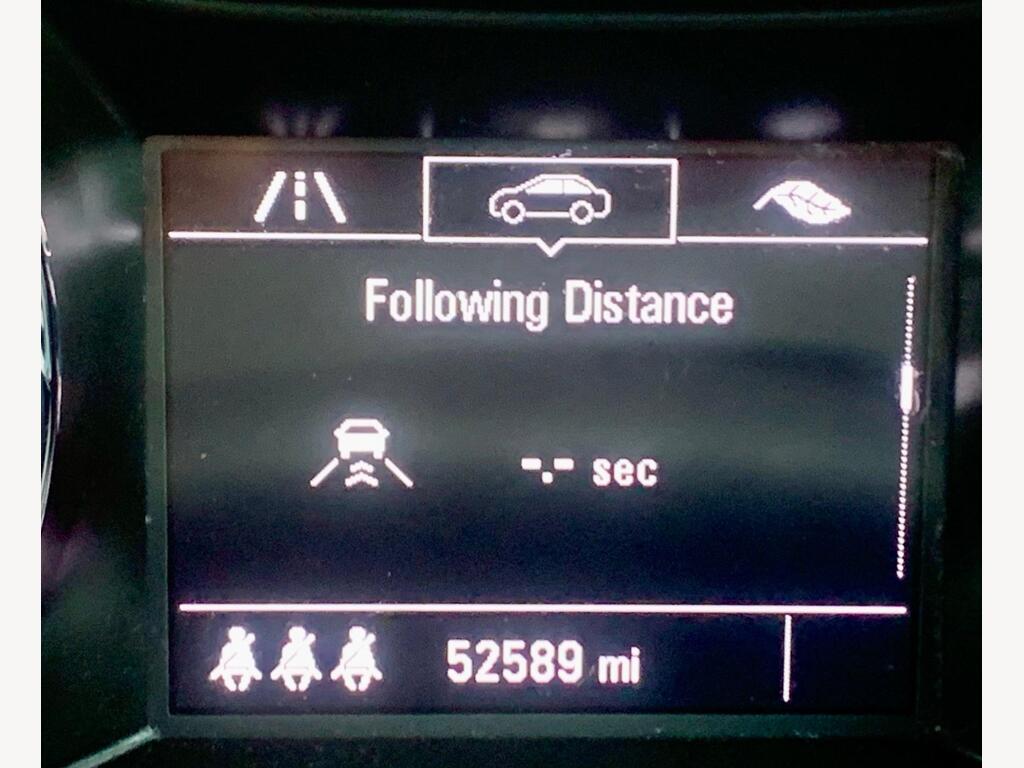 Following Distance
-.- sec
52589 mi